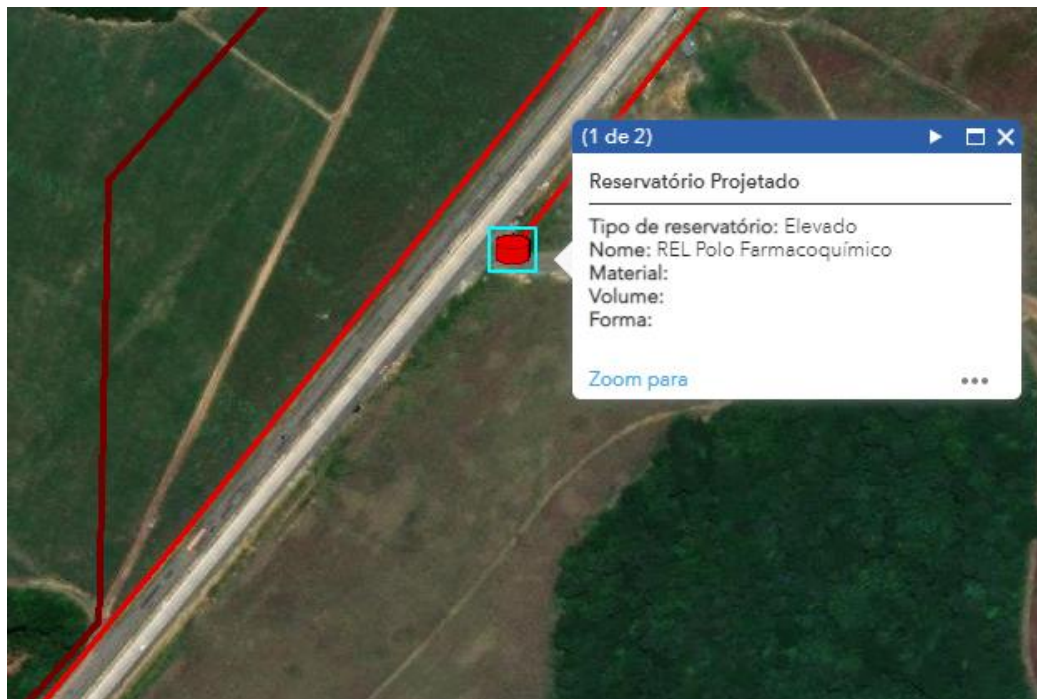 (1 de 2)
Reservatório Projetado
Tipo de reservatório: Elevado
Nome: REL Polo Farmacoquímico
Material:
Volume:
Forma:
Zoom para